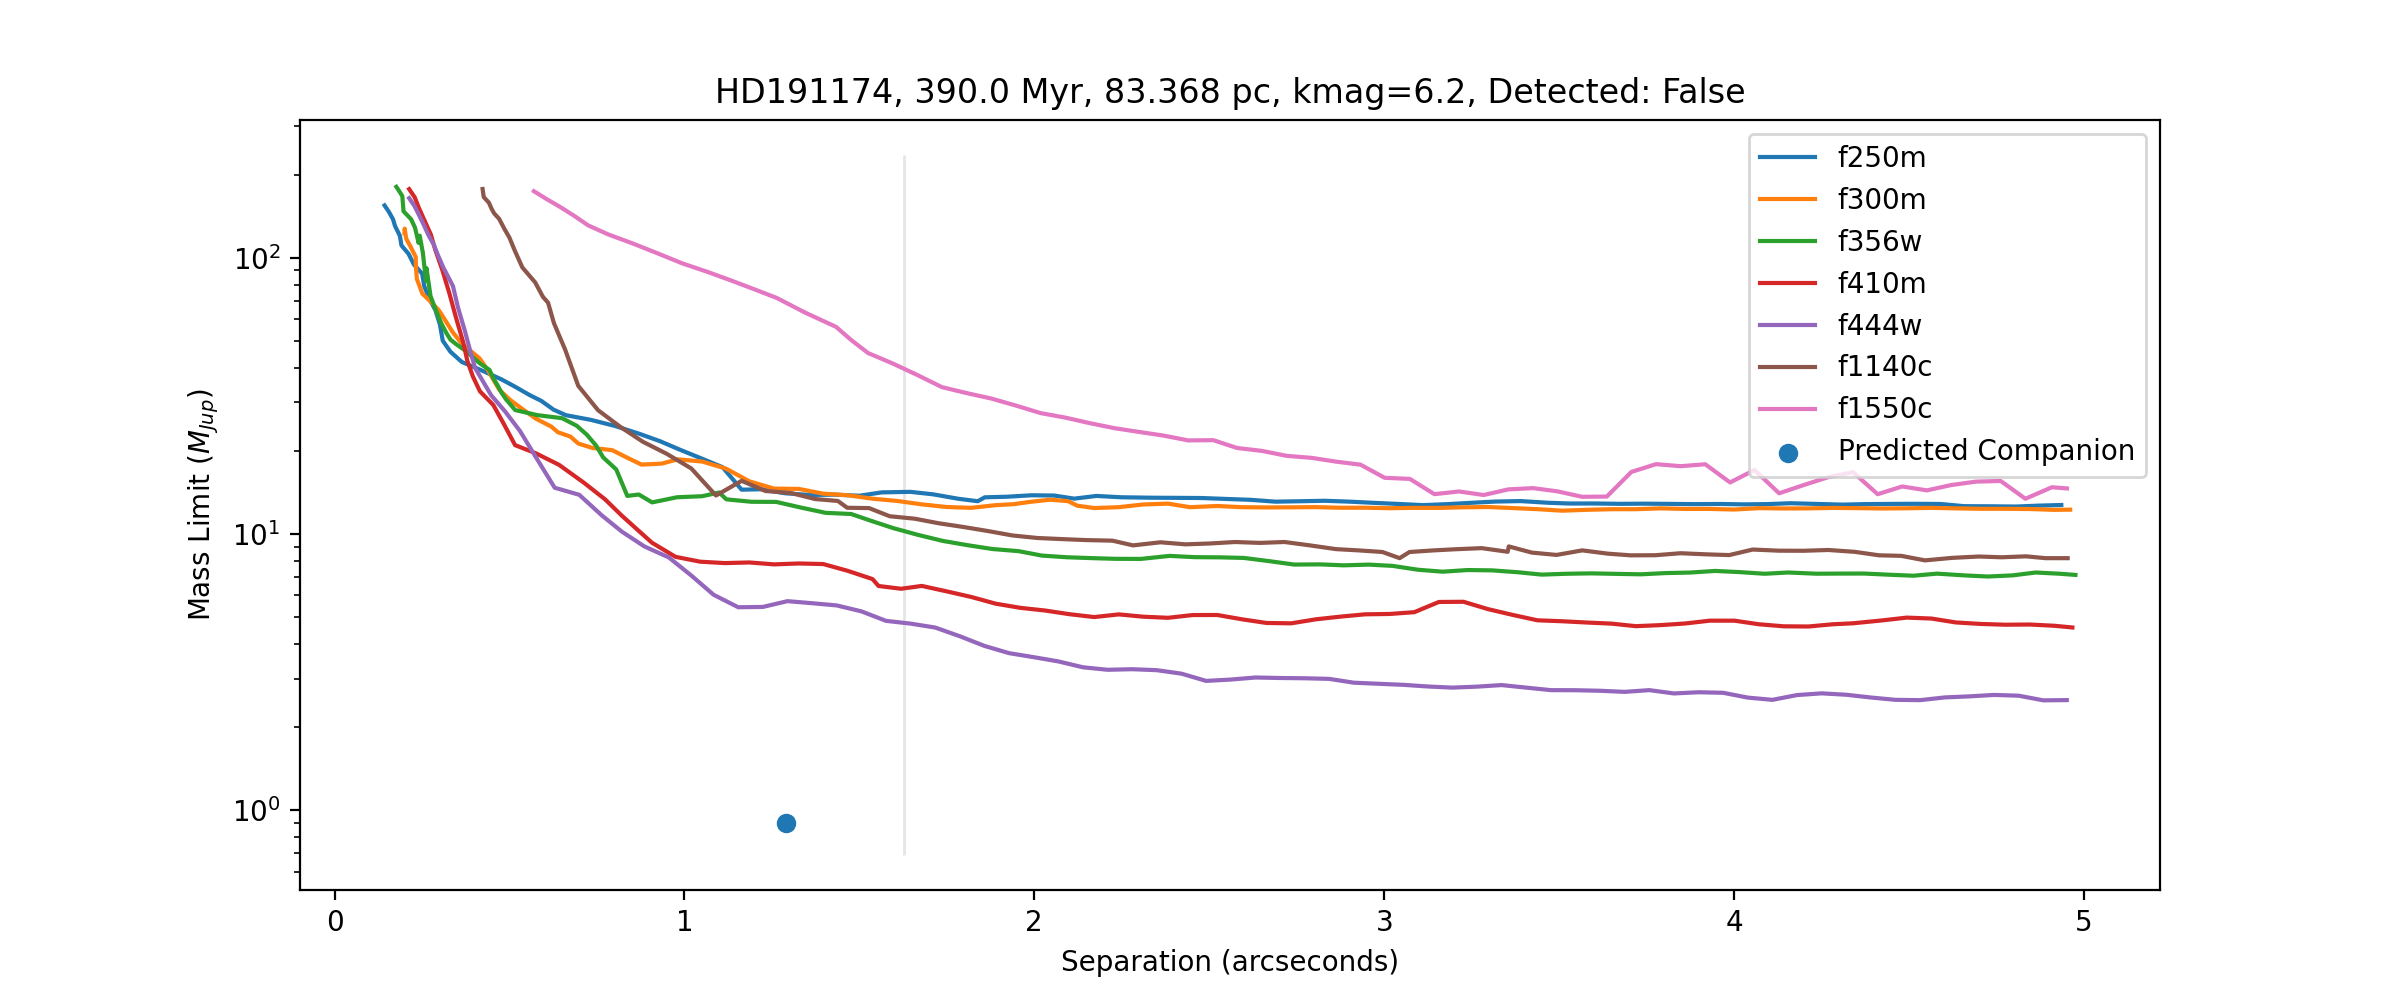 HD191174, 390.0 Myr, 83.368 pc, kmag=6.2, Detected: False
f250m
f300m
f356w
f410m
f444w
f1140c
f1550c
Predicted Companion
Mass Limit (M_Jup)
10^2
10^1
10^0
0 1 2 3 4 5
Separation (arcseconds)